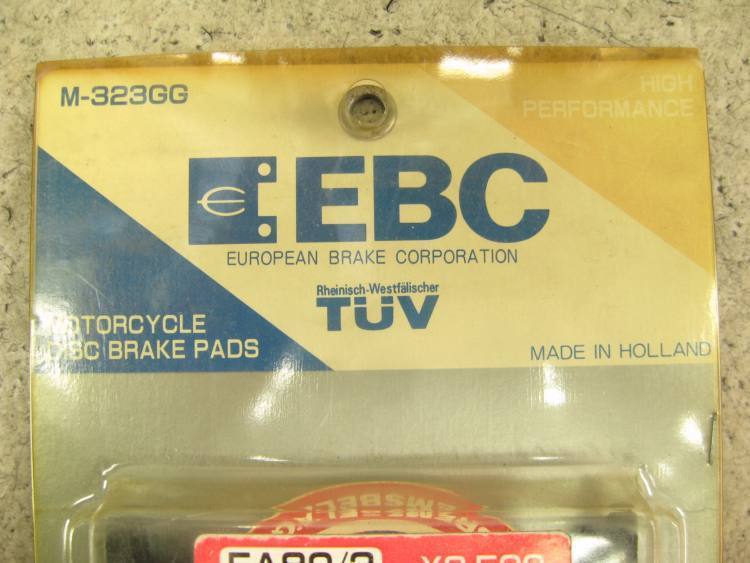 M-323GG
HIGH
PERFORMANCE
EBC
EUROPEAN BRAKE CORPORATION
Rheinisch-Westfälischer
TÜV
MOTORCYCLE
DISC BRAKE PADS
MADE IN HOLLAND